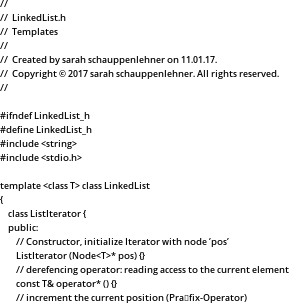 //
// LinkedList.h
// Templates
//
// Created by sarah schauppenlehner on 11.01.17.
// Copyright © 2017 sarah schauppenlehner. All rights reserved.
//

#ifndef LinkedList_h
#define LinkedList_h
#include <string>
#include <stdio.h>

template <class T> class LinkedList
{
    class ListIterator {
    public:
        // Constructor, initialize Iterator with node ‘pos’
        ListIterator (Node<T>* pos) {}
        // derefencing operator: reading access to the current element
        const T& operator* () {}
        // increment the current position (Pra▯fix-Operator)